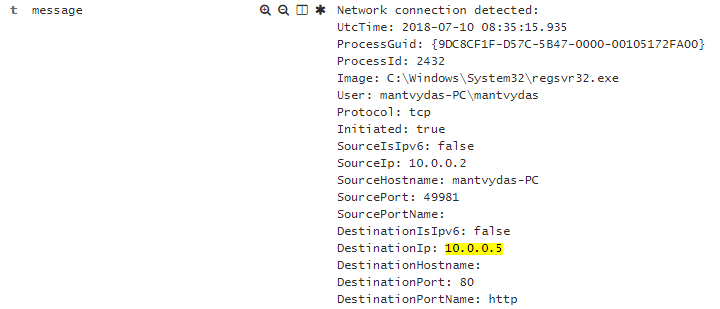 t message
Network connection detected:
UtcTime: 2018-07-10 08:35:15.935
ProcessGuid: {9DC8CF1F-D57C-5B47-0000-00105172FA00}
ProcessId: 2432
Image: C:\Windows\System32\regsvr32.exe
User: mantvydas-PC\mantvydas
Protocol: tcp
Initiated: true
SourceIsIpv6: false
SourceIp: 10.0.0.2
SourceHostname: mantvydas-PC
SourcePort: 49981
SourcePortName:
DestinationIsIpv6: false
DestinationIp: 10.0.0.5
DestinationHostname:
DestinationPort: 80
DestinationPortName: http